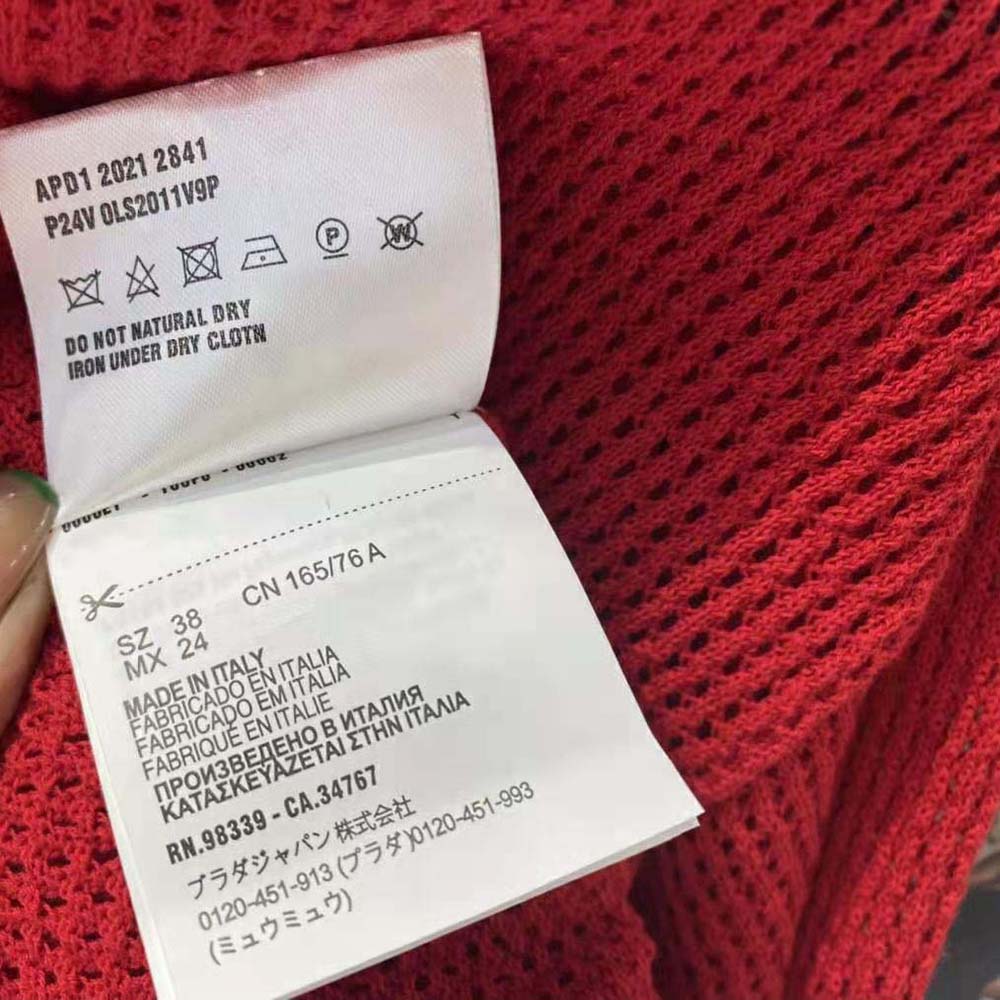 APD1 2021 2841
P24V 0LS2011V9P
P W
DO NOT NATURAL DRY
IRON UNDER DRY CLOTN
CN 165/76 A
SZ 38
MX 24
MADE IN ITALY
FABRICADO EN ITALIA
FABRICADO EM ITALIA
FABRIQUE EN ITALIE
ПРОИЗВЕДЕНО В ИТАЛИЯ
ΚΑΤΑΣΚΕΥΑΖΕΤΑΙ ΣΤΗΝ ΙΤΑΛΙΑ
RN.98339 - CA.34767
プラダジャパン株式会社
0120-451-913 (プラダ)0120-451-993
(ミュウミュウ)